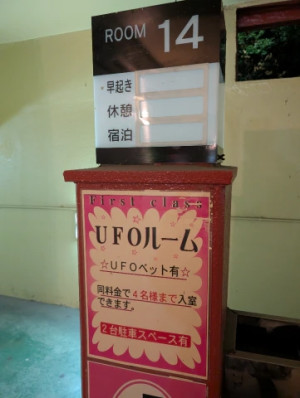 ROOM 14
早起き
休憩
宿泊
First class
UFOルーム
☆UFOベット有☆
同料金で4名様まで入室
できます。
2台駐車スペース有